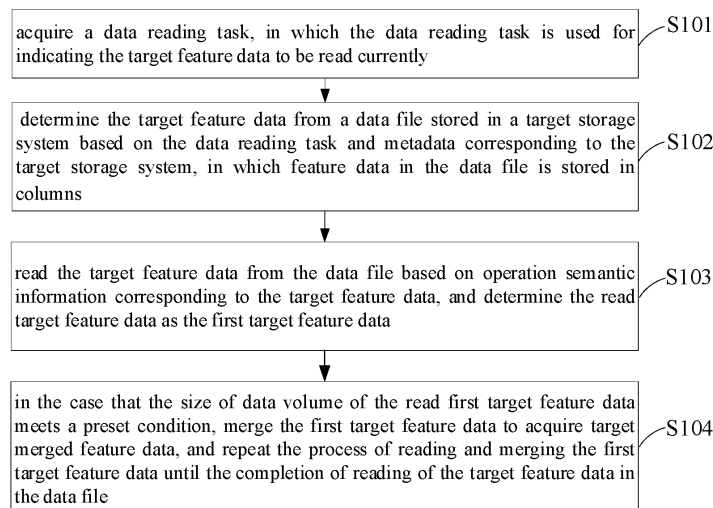 acquire a data reading task, in which the data reading task is used for
indicating the target feature data to be read currently
S101
determine the target feature data from a data file stored in a target storage
system based on the data reading task and metadata corresponding to the
target storage system, in which feature data in the data file is stored in
columns
S102
read the target feature data from the data file based on operation semantic
information corresponding to the target feature data, and determine the read
target feature data as the first target feature data
S103
in the case that the size of data volume of the read first target feature data
meets a preset condition, merge the first target feature data to acquire target
merged feature data, and repeat the process of reading and merging the first
target feature data until the completion of reading of the target feature data in
the data file
S104